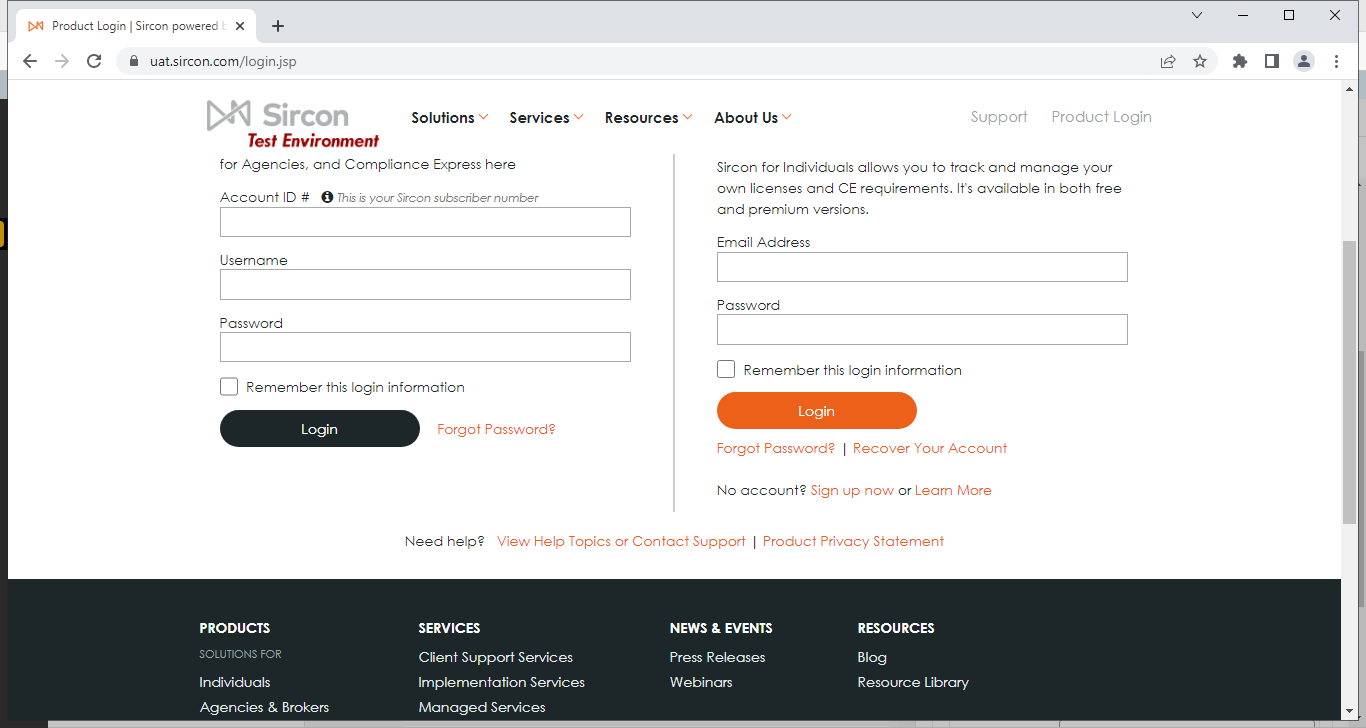 Product Login | Sircon powered b
uat.sircon.com/login.jsp
Sircon
Test Environment
Solutions
Services
Resources
About Us
Support
Product Login
for Agencies, and Compliance Express here
Account ID # This is your Sircon subscriber number
Username
Password
Remember this login information
Login
Forgot Password?
Sircon for Individuals allows you to track and manage your
own licenses and CE requirements. It's available in both free
and premium versions.
Email Address
Password
Remember this login information
Login
Forgot Password? | Recover Your Account
No account? Sign up now or Learn More
Need help? View Help Topics or Contact Support | Product Privacy Statement
PRODUCTS
SOLUTIONS FOR
Individuals
Agencies & Brokers
SERVICES
Client Support Services
Implementation Services
Managed Services
NEWS & EVENTS
Press Releases
Webinars
RESOURCES
Blog
Resource Library